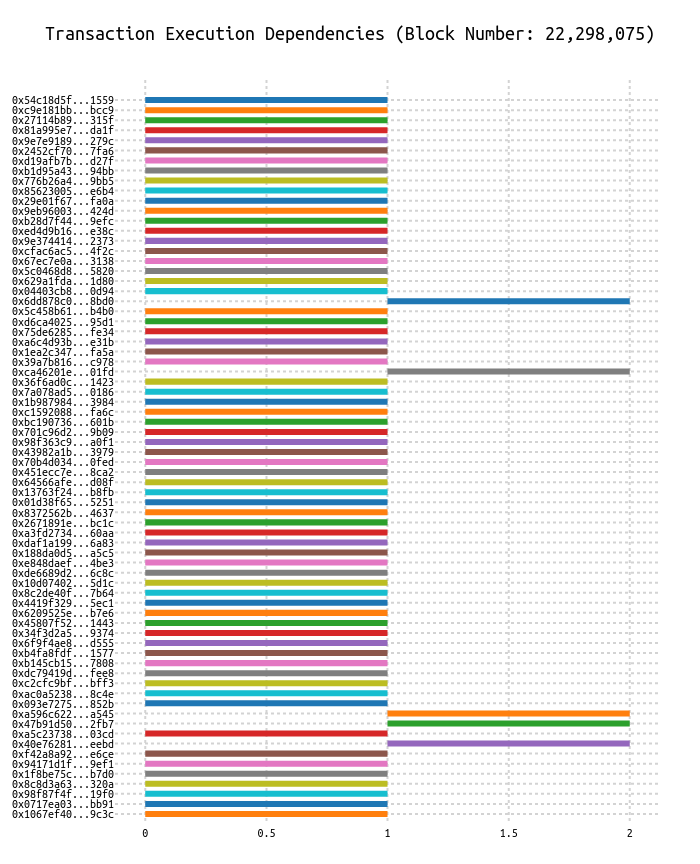 Transaction Execution Dependencies (Block Number: 22,298,075)
0x54c18d5f...1559
0xc9e181bb...bcc9
0x27114b89...315f
0x81a995e7...da1f
0x9e7e9189...279c
0x2452cf70...7fa6
0xd19afb7b...d27f
0xb1d95a43...94bb
0x776b26a4...9bb5
0x85623005...e6b4
0x29e01f67...fa0a
0x9eb96003...424d
0xb28d7f44...9efc
0xed4d9b16...e38c
0x9e374414...2373
0xcfac6ac5...4f2c
0x67ec7e0a...3138
0x5c0468d8...5820
0x629a1fda...1d80
0x04403cb8...0d94
0x6dd878c0...8bd0
0x5c458b61...b4b0
0xd6ca4025...95d1
0x75de6285...fe34
0xa6c4d93b...e31b
0x1ea2c347...fa5a
0x39a7b816...c978
0xca46201e...01fd
0x36f6ad0c...1423
0x7a078ad5...0186
0x1b987984...3984
0xc1592088...fa6c
0xbc190736...601b
0x701c96d2...9b09
0x98f363c9...a0f1
0x43982a1b...3979
0x70b4d034...0fed
0x451ecc7e...8ca2
0x64566afe...d08f
0x13763f24...b8fb
0x01d38f65...5251
0x8372562b...4637
0x2671891e...bc1c
0xa3fd2734...60aa
0xdaf1a199...6a83
0x188da0d5...a5c5
0xe848daef...4be3
0xde6689d2...6c8c
0x10d07402...5d1c
0x8c2de40f...7b64
0x4419f329...5ec1
0x6209525e...b7e6
0x45807f52...1443
0x34f3d2a5...9374
0x6f9f4ae8...d555
0xb4fa8fdf...1577
0xb145cb15...7808
0xdc79419d...fee8
0xc2cfc9bf...bff3
0xac0a5238...8c4e
0x093e7275...852b
0xa596c622...a545
0x47b91d50...2fb7
0xa5c23738...03cd
0x40e76281...eebd
0xf42a8a92...e6ce
0x94171d1f...9ef1
0x1f8be75c...b7d0
0x8c8d3a63...320a
0x98f87f4f...19f0
0x0717ea03...bb91
0x1067ef40...9c3c
0 0.5 1 1.5 2